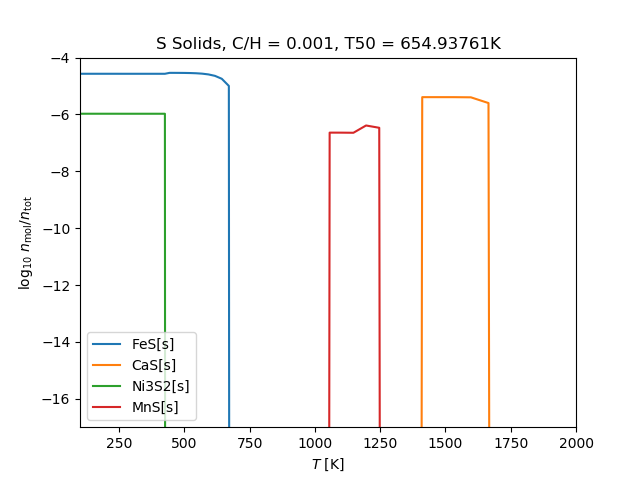 S Solids, C/H = 0.001, T50 = 654.93761K
−4
−6
−8
−10
−12
−14
−16
log₁₀ n_mol/n_tot
FeS[s]
CaS[s]
Ni3S2[s]
MnS[s]
250 500 750 1000 1250 1500 1750 2000
T [K]